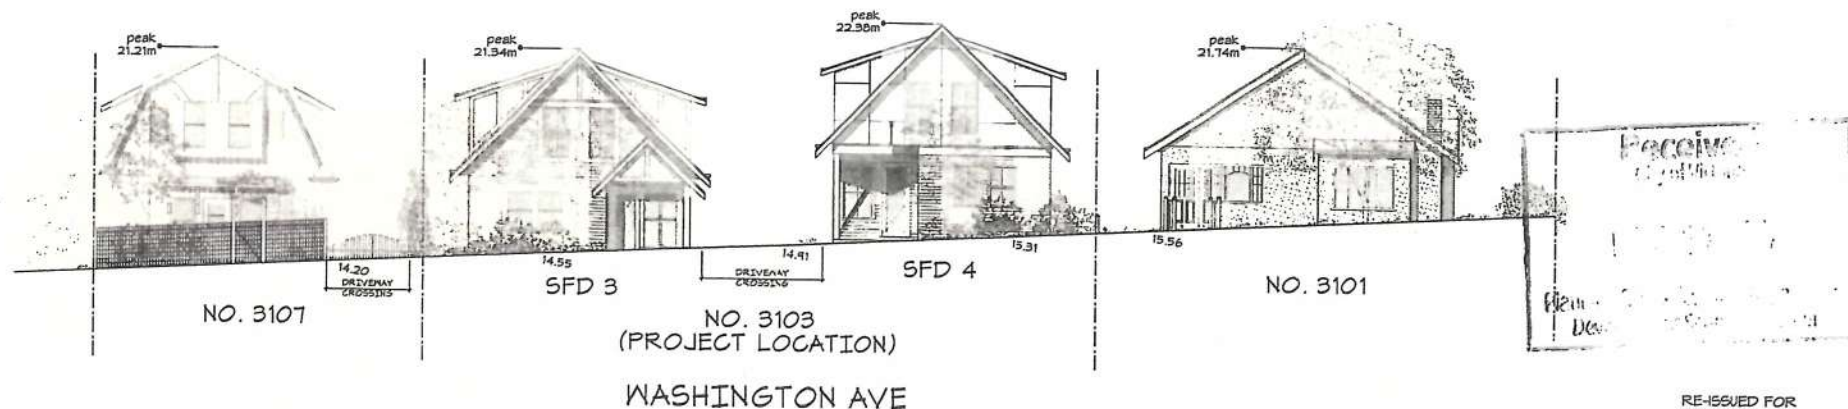 peak
21.21m
peak
21.34m
peak
22.38m
peak
21.74m
14.20
DRIVEWAY
CROSSING
14.55
14.91
DRIVEWAY
CROSSING
15.31
15.56
SFD 3
SFD 4
NO. 3107
NO. 3103
(PROJECT LOCATION)
NO. 3101
WASHINGTON AVE
RE-ISSUED FOR